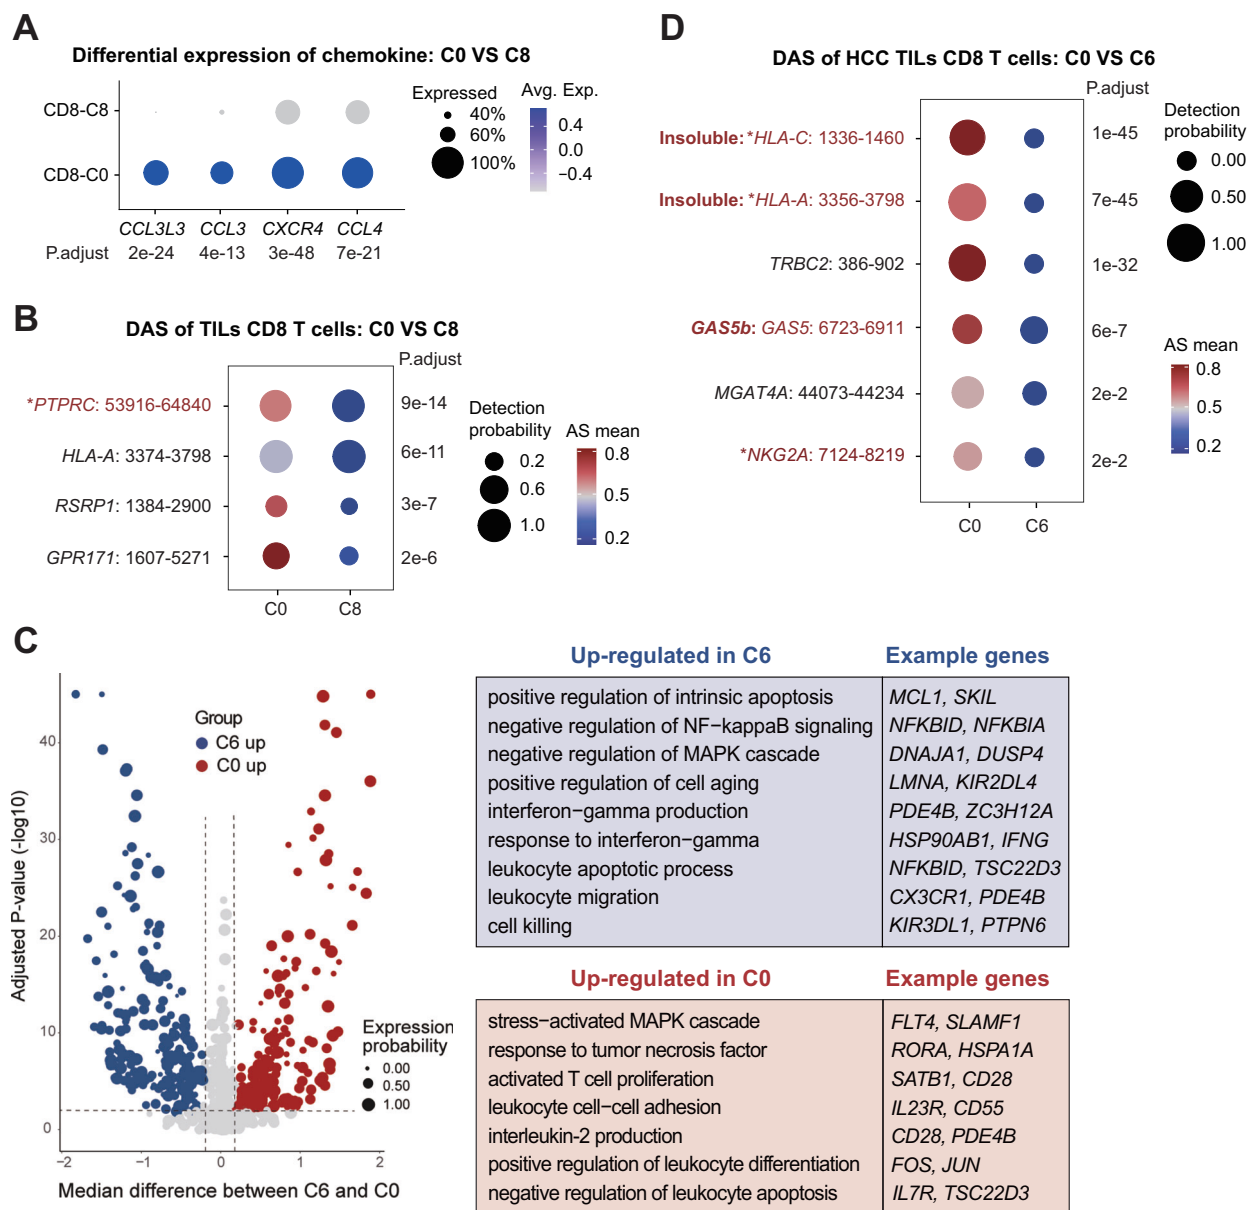 A
Differential expression of chemokine: C0 VS C8
CD8-C8
CD8-C0
CCL3L3 CCL3 CXCR4 CCL4
P.adjust 2e-24 4e-13 3e-48 7e-21
Expressed
40%
60%
100%
Avg. Exp.
0.4
0.0
−0.4
B
DAS of TILs CD8 T cells: C0 VS C8
P.adjust
*PTPRC: 53916-64840 9e-14
HLA-A: 3374-3798 6e-11
RSRP1: 1384-2900 3e-7
GPR171: 1607-5271 2e-6
C0 C8
Detection
probability
0.2
0.6
1.0
AS mean
0.8
0.5
0.2
D
DAS of HCC TILs CD8 T cells: C0 VS C6
P.adjust
Insoluble: *HLA-C: 1336-1460 1e-45
Insoluble: *HLA-A: 3356-3798 7e-45
TRBC2: 386-902 1e-32
GAS5b: GAS5: 6723-6911 6e-7
MGAT4A: 44073-44234 2e-2
*NKG2A: 7124-8219 2e-2
C0 C6
Detection
probability
0.00
0.50
1.00
AS mean
0.8
0.5
0.2
C
Adjusted P-value (-log10)
40
30
20
10
0
−2 −1 0 1 2
Median difference between C6 and C0
Group
C6 up
C0 up
Expression
probability
0.00
0.50
1.00
Up-regulated in C6 Example genes
positive regulation of intrinsic apoptosis MCL1, SKIL
negative regulation of NF−kappaB signaling NFKBID, NFKBIA
negative regulation of MAPK cascade DNAJA1, DUSP4
positive regulation of cell aging LMNA, KIR2DL4
interferon−gamma production PDE4B, ZC3H12A
response to interferon−gamma HSP90AB1, IFNG
leukocyte apoptotic process NFKBID, TSC22D3
leukocyte migration CX3CR1, PDE4B
cell killing KIR3DL1, PTPN6
Up-regulated in C0 Example genes
stress−activated MAPK cascade FLT4, SLAMF1
response to tumor necrosis factor RORA, HSPA1A
activated T cell proliferation SATB1, CD28
leukocyte cell−cell adhesion IL23R, CD55
interleukin−2 production CD28, PDE4B
positive regulation of leukocyte differentiation FOS, JUN
negative regulation of leukocyte apoptosis IL7R, TSC22D3